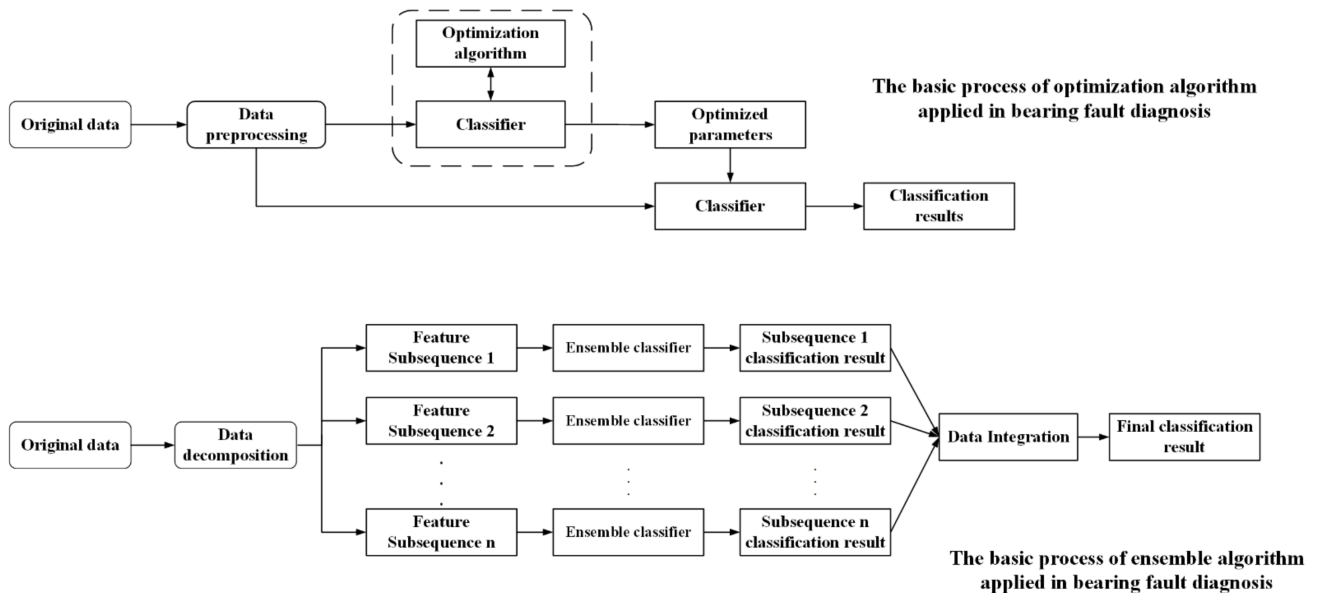 Optimization
algorithm
The basic process of optimization algorithm
applied in bearing fault diagnosis
Original data
Data
preprocessing
Classifier
Optimized
parameters
Classifier
Classification
results
Feature
Subsequence 1
Ensemble classifier
Subsequence 1
classification result
Original data
Data
decomposition
Feature
Subsequence 2
Ensemble classifier
Subsequence 2
classification result
Data Integration
Final classification
result
Feature
Subsequence n
Ensemble classifier
Subsequence n
classification result
The basic process of ensemble algorithm
applied in bearing fault diagnosis